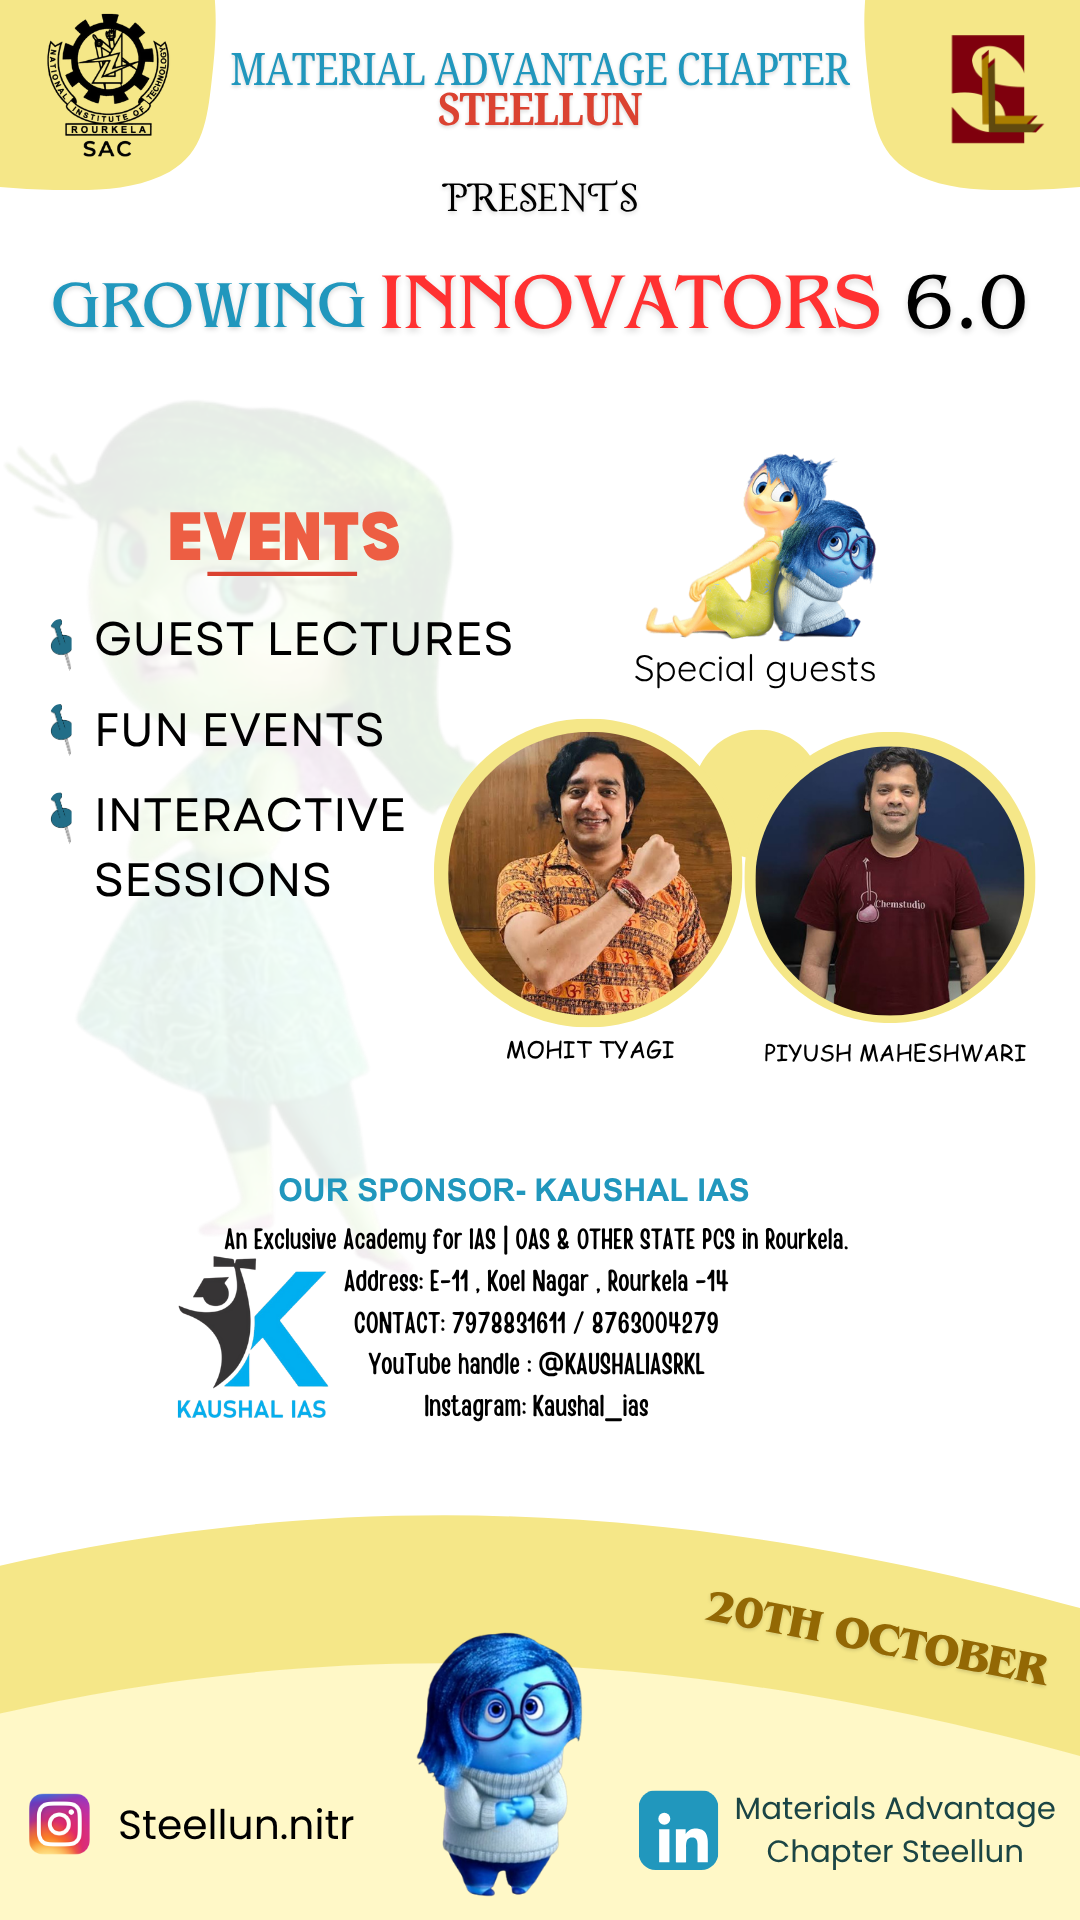 NATIONAL INSTITUTE OF TECHNOLOGY
ROURKELA
SAC
MATERIAL ADVANTAGE CHAPTER
STEELLUN
SL
PRESENTS
GROWING INNOVATORS 6.0
EVENTS
GUEST LECTURES
FUN EVENTS
INTERACTIVE
SESSIONS
Special guests
Chemstudio
MOHIT TYAGI
PIYUSH MAHESHWARI
OUR SPONSOR- KAUSHAL IAS
An Exclusive Academy for IAS | OAS & OTHER STATE PCS in Rourkela.
Address: E-11 , Koel Nagar , Rourkela -14
CONTACT: 7978831611 / 8763004279
YouTube handle : @KAUSHALIASRKL
Instagram: Kaushal_ias
K
KAUSHAL IAS
20TH OCTOBER
Steellun.nitr
in
Materials Advantage
Chapter Steellun